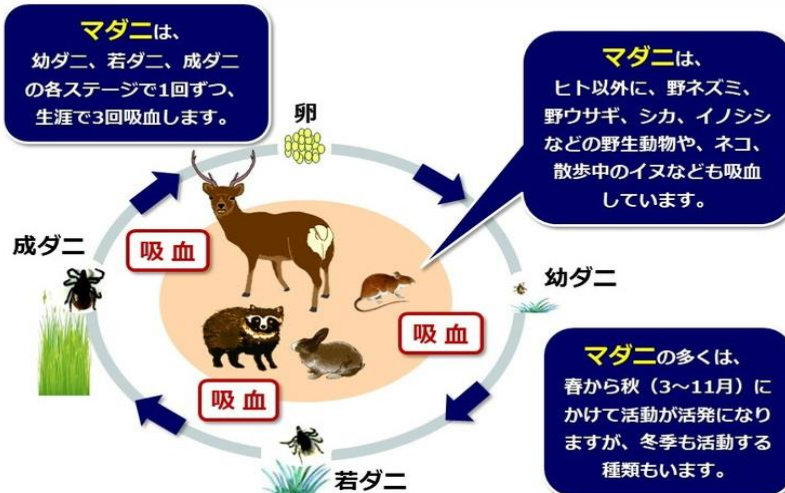 マダニは、
幼ダニ、若ダニ、成ダニ
の各ステージで1回ずつ、
生涯で3回吸血します。
マダニは、
ヒト以外に、野ネズミ、
野ウサギ、シカ、イノシシ
などの野生動物や、ネコ、
散歩中のイヌなども吸血
しています。
卵
吸血
成ダニ
幼ダニ
吸血
吸血
若ダニ
マダニの多くは、
春から秋（3〜11月）に
かけて活動が活発になり
ますが、冬季も活動する
種類もいます。